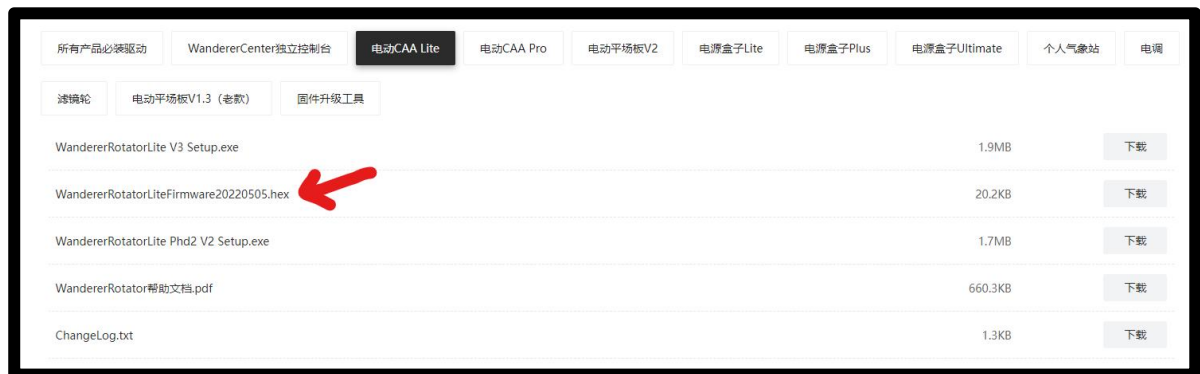 所有产品必装驱动 WandererCenter独立控制台 电动CAA Lite 电动CAA Pro 电动平场板V2 电源盒子Lite 电源盒子Plus 电源盒子Ultimate 个人气象站 电调
滤镜轮 电动平场板V1.3（老款） 固件升级工具
WandererRotatorLite V3 Setup.exe 1.9MB 下载
WandererRotatorLiteFirmware20220505.hex 20.2KB 下载
WandererRotatorLite Phd2 V2 Setup.exe 1.7MB 下载
WandererRotator帮助文档.pdf 660.3KB 下载
ChangeLog.txt 1.3KB 下载